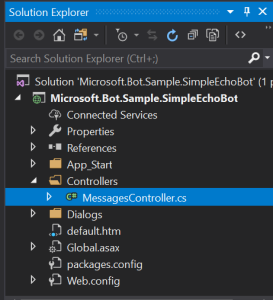 Solution Explorer
Search Solution Explorer (Ctrl+;)
Solution 'Microsoft.Bot.Sample.SimpleEchoBot' (1 p
Microsoft.Bot.Sample.SimpleEchoBot
Connected Services
Properties
References
App_Start
Controllers
C# MessagesController.cs
Dialogs
default.htm
Global.asax
packages.config
Web.config